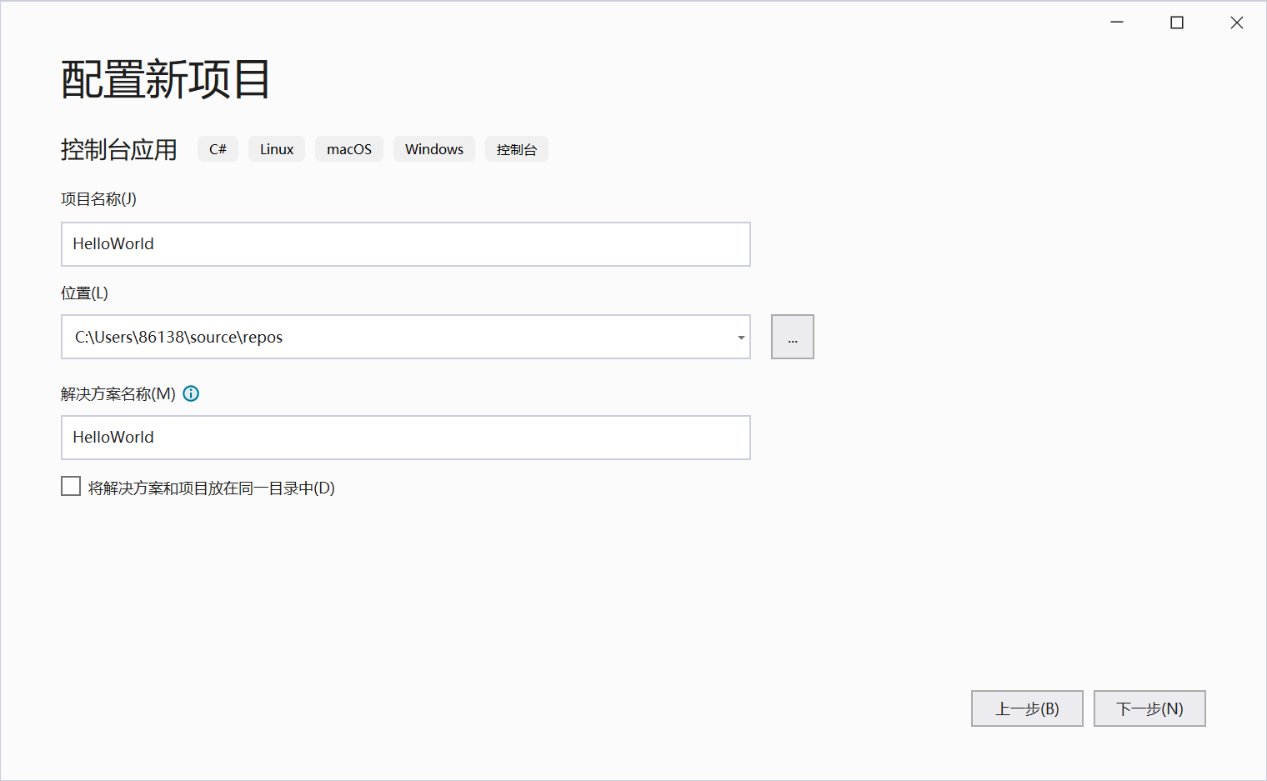 配置新项目
控制台应用 C# Linux macOS Windows 控制台
项目名称(J)
HelloWorld
位置(L)
C:\Users\86138\source\repos
...
解决方案名称(M)
HelloWorld
将解决方案和项目放在同一目录中(D)
上一步(B) 下一步(N)